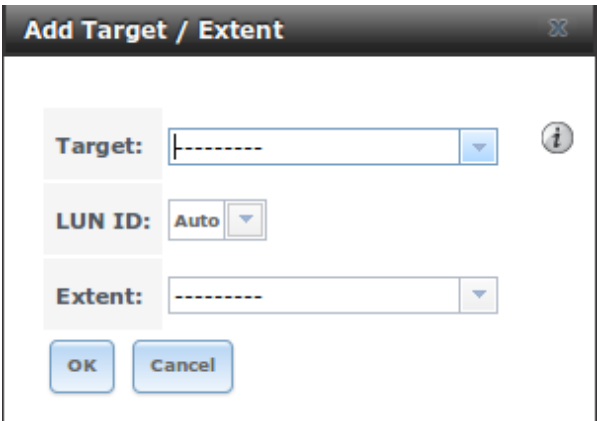 Add Target / Extent
Target: ---------
LUN ID: Auto
Extent: ---------
OK Cancel